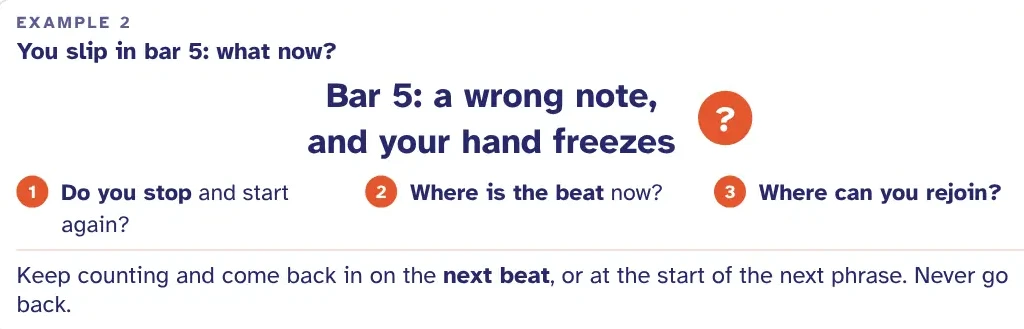 EXAMPLE 2
You slip in bar 5: what now?
Bar 5: a wrong note,
and your hand freezes
?
1 Do you stop and start
again?
2 Where is the beat now?
3 Where can you rejoin?
Keep counting and come back in on the next beat, or at the start of the next phrase. Never go
back.